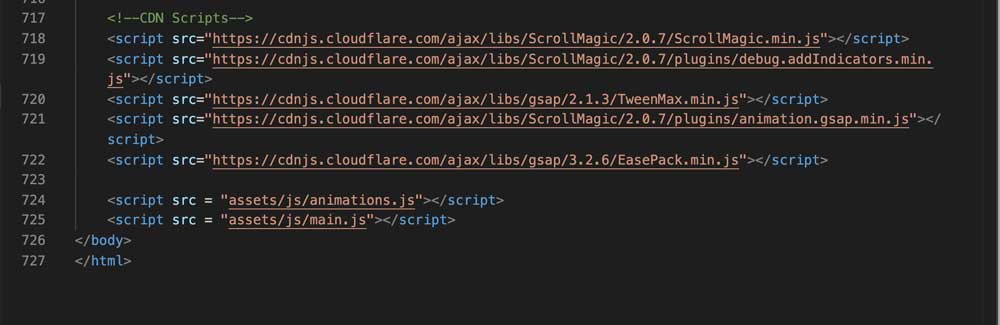 717 <!--CDN Scripts-->
718 <script src="https://cdnjs.cloudflare.com/ajax/libs/ScrollMagic/2.0.7/ScrollMagic.min.js"></script>
719 <script src="https://cdnjs.cloudflare.com/ajax/libs/ScrollMagic/2.0.7/plugins/debug.addIndicators.min.
js"></script>
720 <script src="https://cdnjs.cloudflare.com/ajax/libs/gsap/2.1.3/TweenMax.min.js"></script>
721 <script src="https://cdnjs.cloudflare.com/ajax/libs/ScrollMagic/2.0.7/plugins/animation.gsap.min.js"></
script>
722 <script src="https://cdnjs.cloudflare.com/ajax/libs/gsap/3.2.6/EasePack.min.js"></script>
723
724 <script src = "assets/js/animations.js"></script>
725 <script src = "assets/js/main.js"></script>
726 </body>
727 </html>